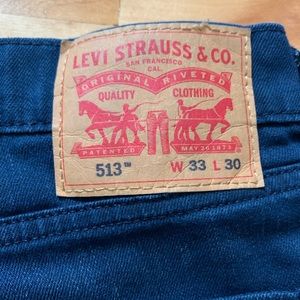 LEVI STRAUSS & CO.
SAN FRANCISCO
CAL.
ORIGINAL RIVETED
QUALITY CLOTHING
PATENTED MAY 20 1873
513™ W 33 L 30